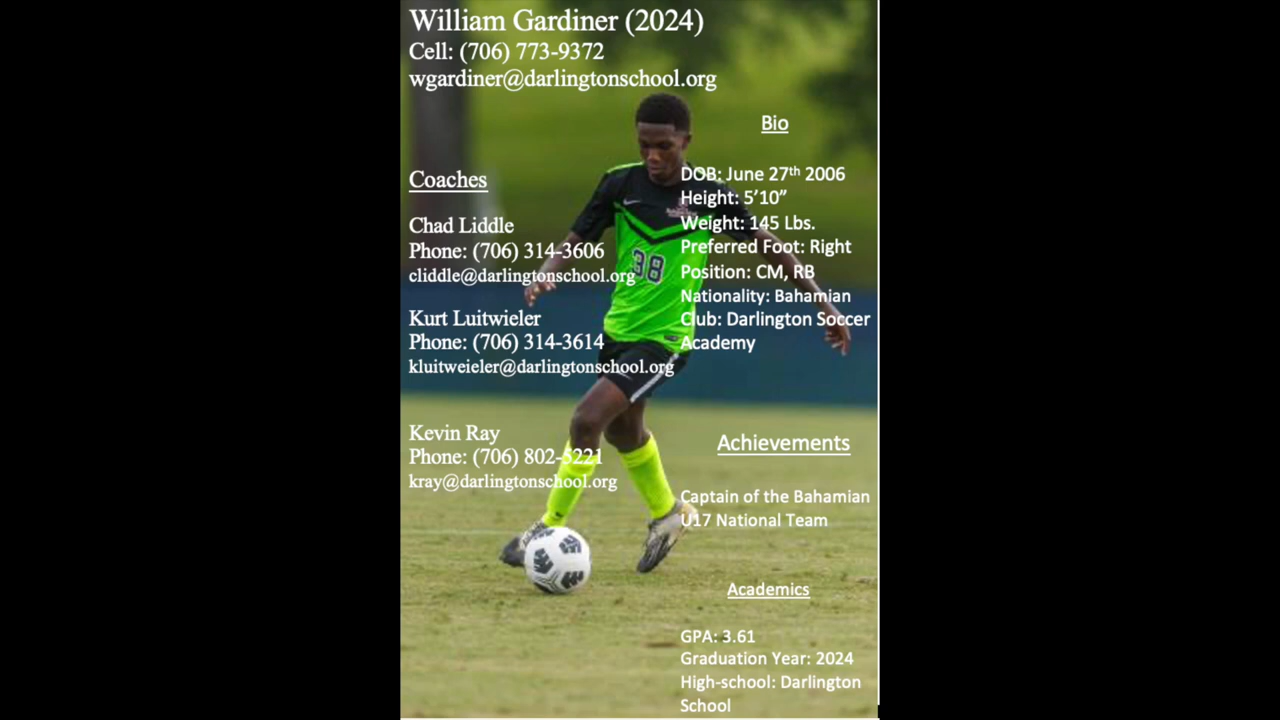 William Gardiner (2024)
Cell: (706) 773-9372
wgardiner@darlingtonschool.org
Coaches
Chad Liddle
Phone: (706) 314-3606
cliddle@darlingtonschool.org
Kurt Luitwieler
Phone: (706) 314-3614
kluitweieler@darlingtonschool.org
Kevin Ray
Phone: (706) 802-5221
kray@darlingtonschool.org
Bio
DOB: June 27th 2006
Height: 5’10”
Weight: 145 Lbs.
Preferred Foot: Right
Position: CM, RB
Nationality: Bahamian
Club: Darlington Soccer
Academy
Achievements
Captain of the Bahamian
U17 National Team
Academics
GPA: 3.61
Graduation Year: 2024
High-school: Darlington
School
38